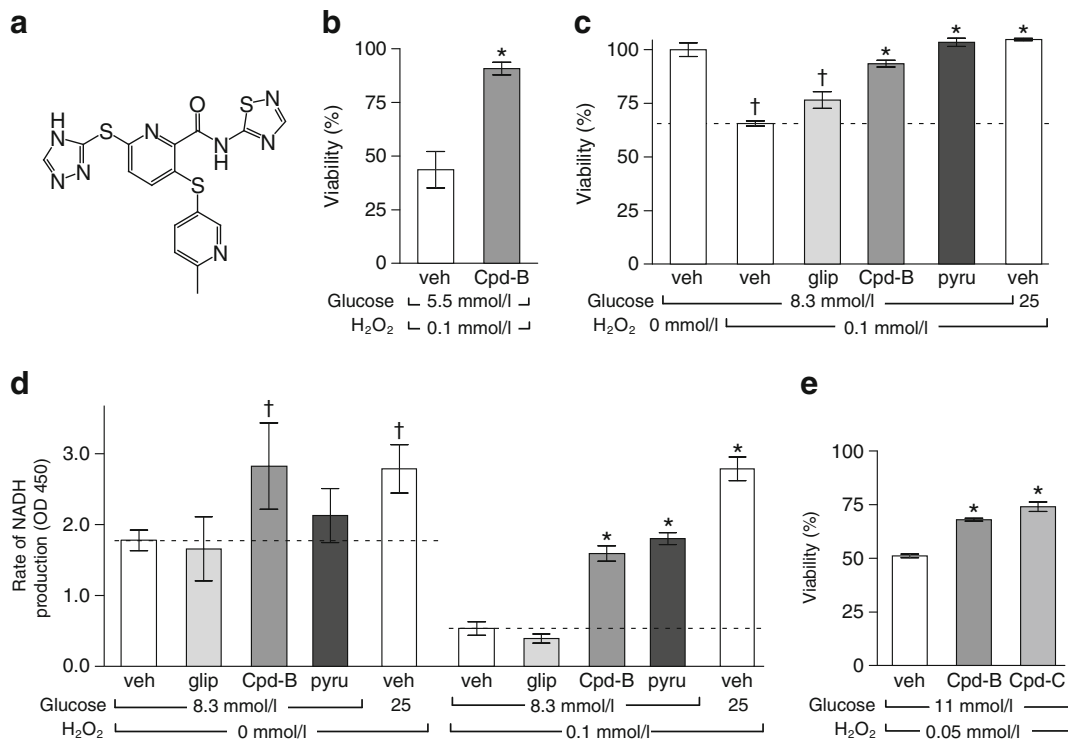 a
H
N
N
N
S
N
O
N
H
S
N
N
S
N
b
Viability (%)
100
75
50
25
0
*
veh Cpd-B
Glucose 5.5 mmol/l
H₂O₂ 0.1 mmol/l
c
Viability (%)
100
75
50
25
0
† † * * *
veh veh glip Cpd-B pyru veh
Glucose 8.3 mmol/l 25
H₂O₂ 0 mmol/l 0.1 mmol/l
d
Rate of NADH
production (OD 450)
3.0
2.0
1.0
0.0
† † * * *
veh glip Cpd-B pyru veh veh glip Cpd-B pyru veh
Glucose 8.3 mmol/l 25 8.3 mmol/l 25
H₂O₂ 0 mmol/l 0.1 mmol/l
e
Viability (%)
100
75
50
25
0
* *
veh Cpd-B Cpd-C
Glucose 11 mmol/l
H₂O₂ 0.05 mmol/l